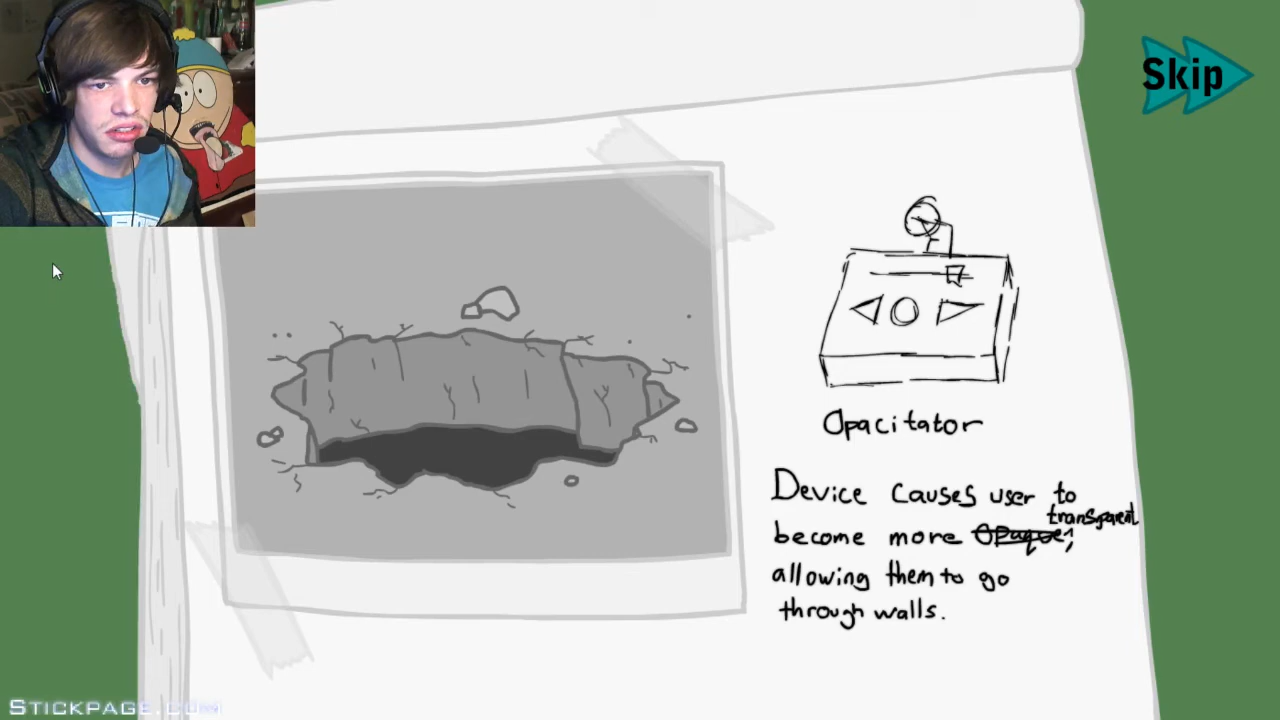 Skip
Opacitator
Device causes user to
transparent
become more Opaque,
allowing them to go
through walls.
STICKPAGE.COM